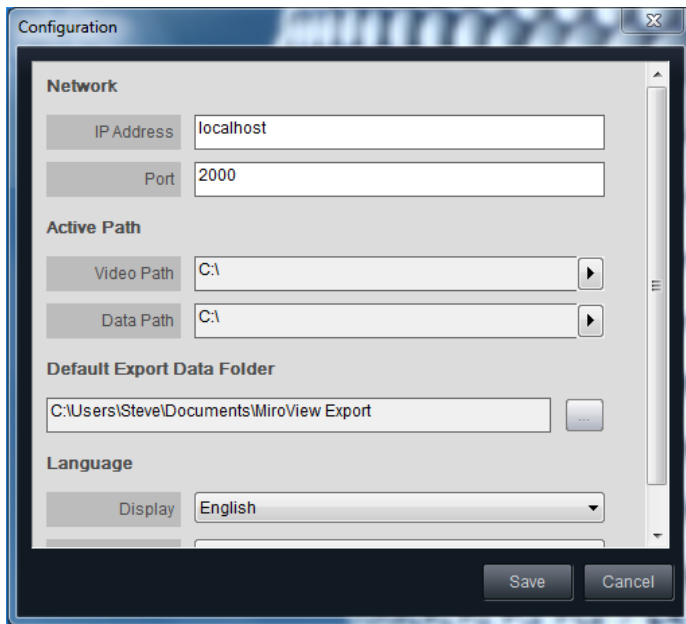 Configuration
Network
IP Address localhost
Port 2000
Active Path
Video Path C:\
Data Path C:\
Default Export Data Folder
C:\Users\Steve\Documents\MiroView Export ...
Language
Display English
Save Cancel